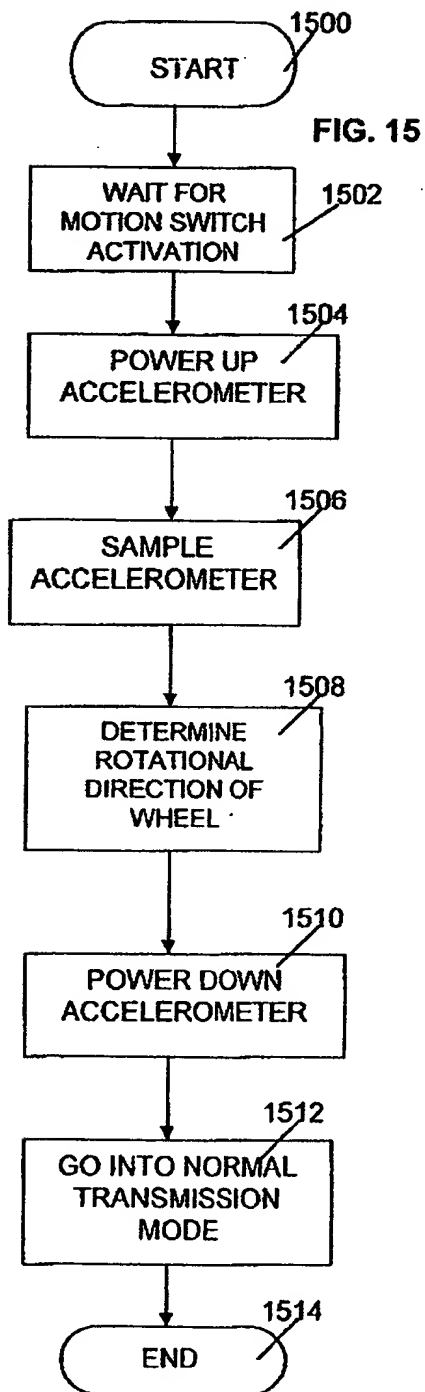 1500
START
FIG. 15
WAIT FOR
MOTION SWITCH
ACTIVATION
1502
1504
POWER UP
ACCELEROMETER
1506
SAMPLE
ACCELEROMETER
1508
DETERMINE
ROTATIONAL
DIRECTION OF
WHEEL
1510
POWER DOWN
ACCELEROMETER
1512
GO INTO NORMAL
TRANSMISSION
MODE
1514
END